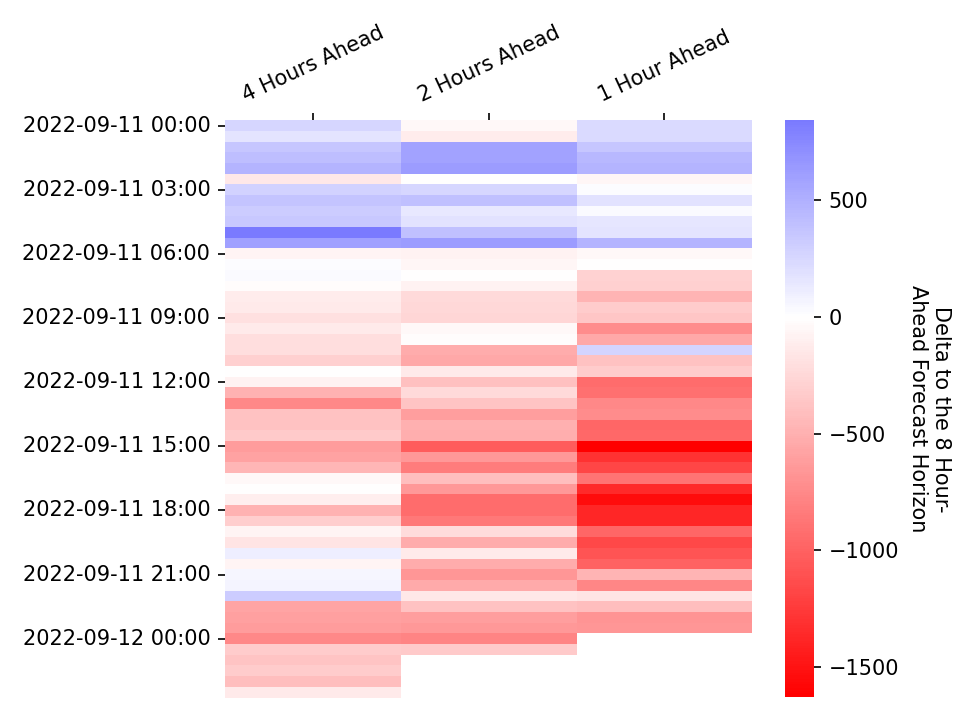 4 Hours Ahead
2 Hours Ahead
1 Hour Ahead
2022-09-11 00:00
2022-09-11 03:00
2022-09-11 06:00
2022-09-11 09:00
2022-09-11 12:00
2022-09-11 15:00
2022-09-11 18:00
2022-09-11 21:00
2022-09-12 00:00
500
0
−500
−1000
−1500
Delta to the 8 Hour-
Ahead Forecast Horizon